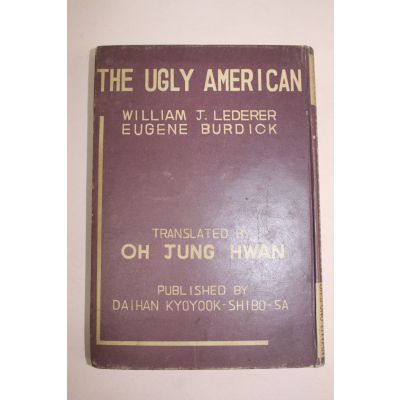 THE UGLY AMERICAN
WILLIAM J. LEDERER
EUGENE BURDICK
TRANSLATED BY
OH JUNG HWAN
PUBLISHED BY
DAIHAN KYOYOOK-SHIBO-SA